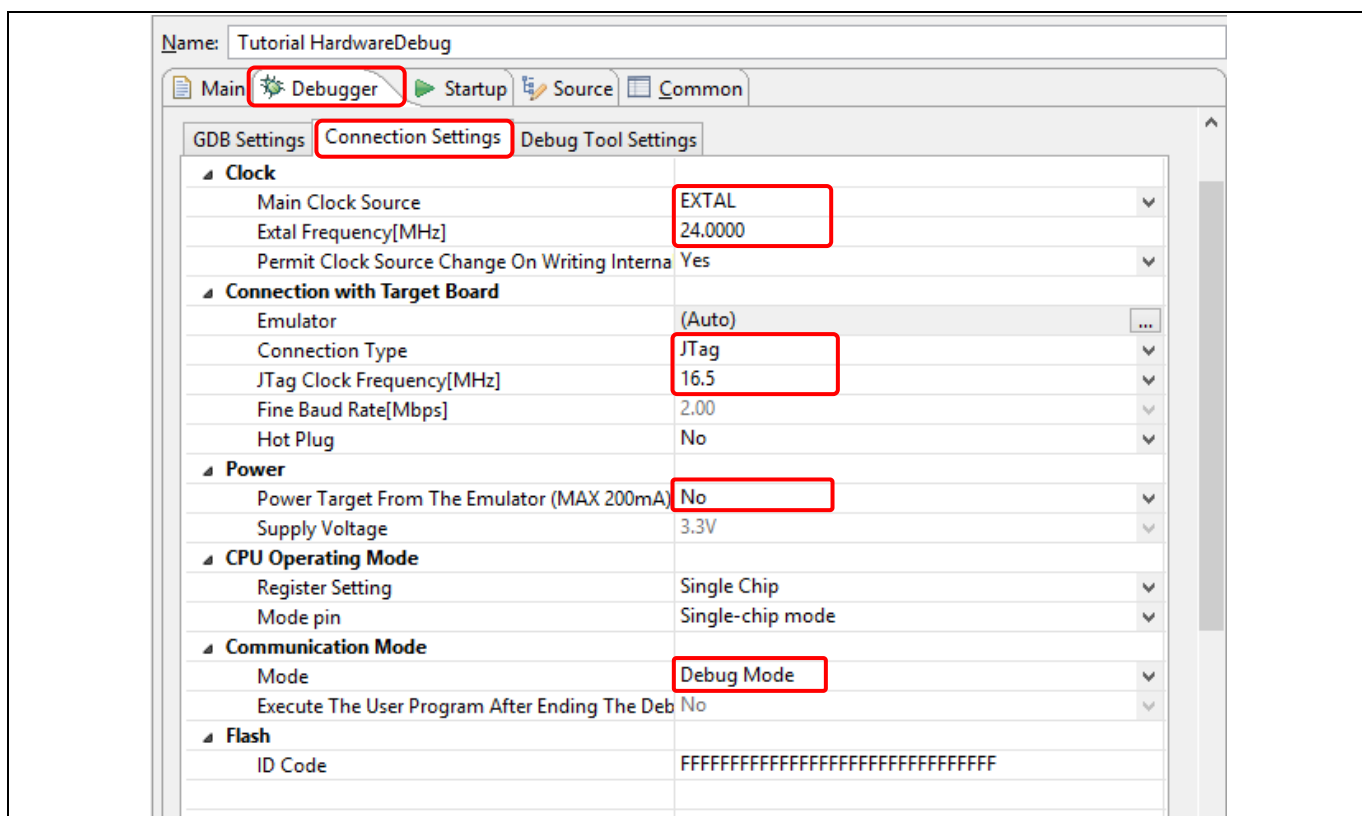 Name: Tutorial HardwareDebug
Main Debugger Startup Source Common
GDB Settings Connection Settings Debug Tool Settings
Clock
Main Clock Source EXTAL
Extal Frequency[MHz] 24.0000
Permit Clock Source Change On Writing Interna Yes
Connection with Target Board
Emulator (Auto) ...
Connection Type JTag
JTag Clock Frequency[MHz] 16.5
Fine Baud Rate[Mbps] 2.00
Hot Plug No
Power
Power Target From The Emulator (MAX 200mA) No
Supply Voltage 3.3V
CPU Operating Mode
Register Setting Single Chip
Mode pin Single-chip mode
Communication Mode
Mode Debug Mode
Execute The User Program After Ending The Deb No
Flash
ID Code FFFFFFFFFFFFFFFFFFFFFFFFFFFFFFFF